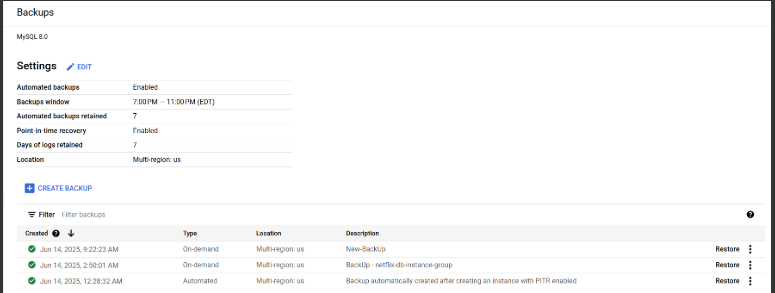 Backups
MySQL 8.0
Settings EDIT
Automated backups Enabled
Backups window 7:00 PM — 11:00 PM (EDT)
Automated backups retained 7
Point-in-time recovery Enabled
Days of logs retained 7
Location Multi-region: us
CREATE BACKUP
Filter Filter backups
Created Type Location Description
Jun 14, 2025, 9:22:23 AM On-demand Multi-region: us New-BackUp Restore
Jun 14, 2025, 2:50:01 AM On-demand Multi-region: us BackUp - netflix-db-instance-group Restore
Jun 14, 2025, 12:28:32 AM Automated Multi-region: us Backup automatically created after creating an instance with PITR enabled Restore